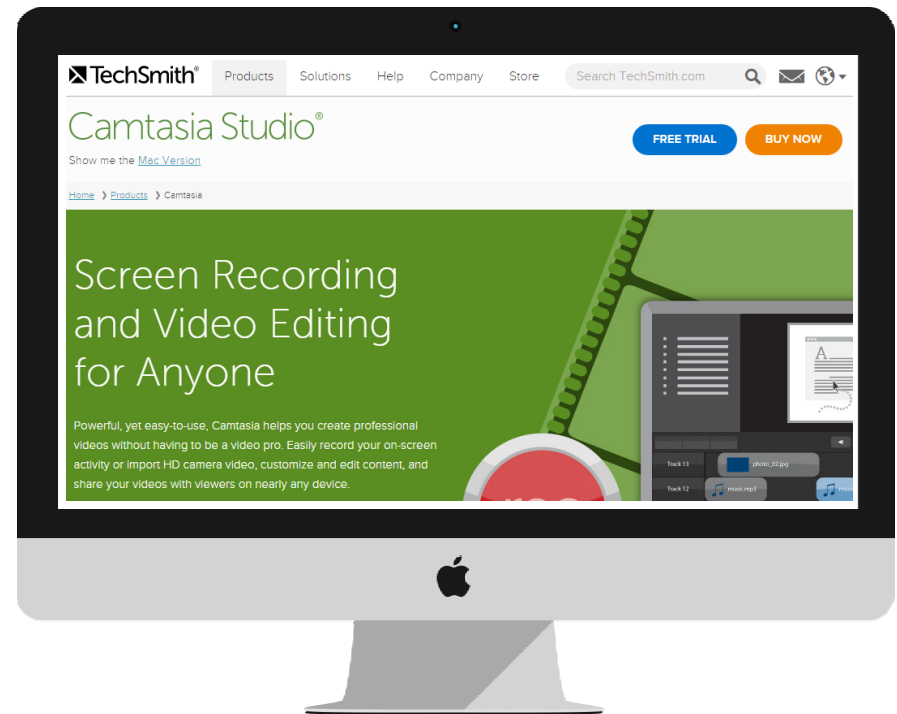 TechSmith®
Products Solutions Help Company Store Search TechSmith.com
Camtasia Studio®
FREE TRIAL BUY NOW
Show me the Mac Version
Home ❯ Products ❯ Camtasia
Screen Recording
and Video Editing
for Anyone
Powerful, yet easy-to-use, Camtasia helps you create professional
videos without having to be a video pro. Easily record your on-screen
activity or import HD camera video, customize and edit content, and
share your videos with viewers on nearly any device.
A
Track 13 photo_02.jpg
Track 12 music.mp3